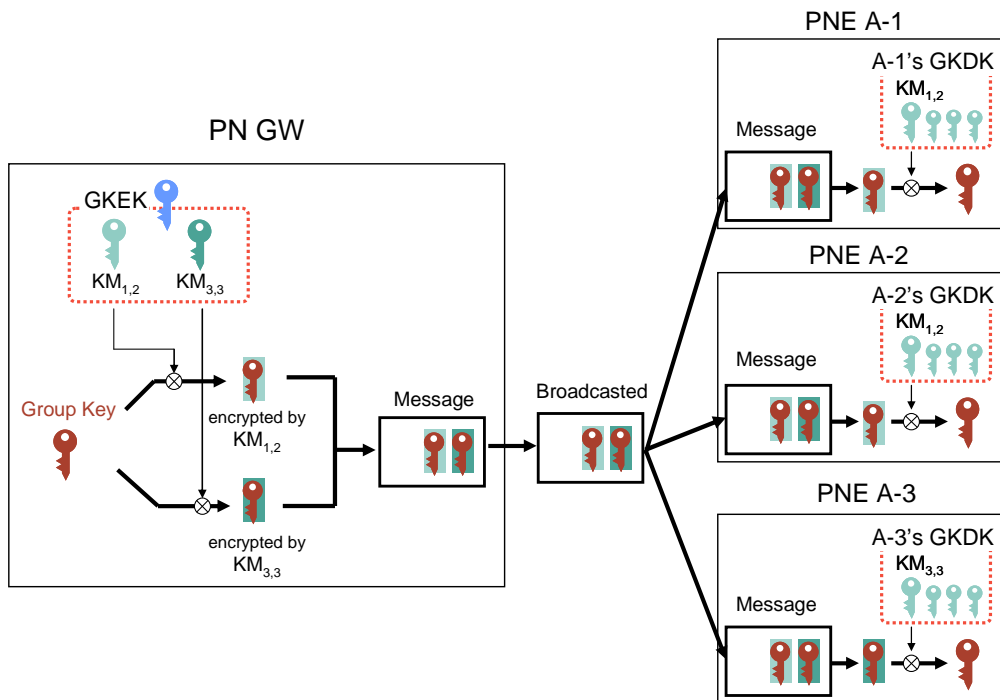 PN GW
GKEK
KM1,2
KM3,3
Group Key
encrypted by
KM1,2
encrypted by
KM3,3
Message
Broadcasted
PNE A-1
A-1's GKDK
KM1,2
Message
PNE A-2
A-2's GKDK
KM1,2
Message
PNE A-3
A-3's GKDK
KM3,3
Message